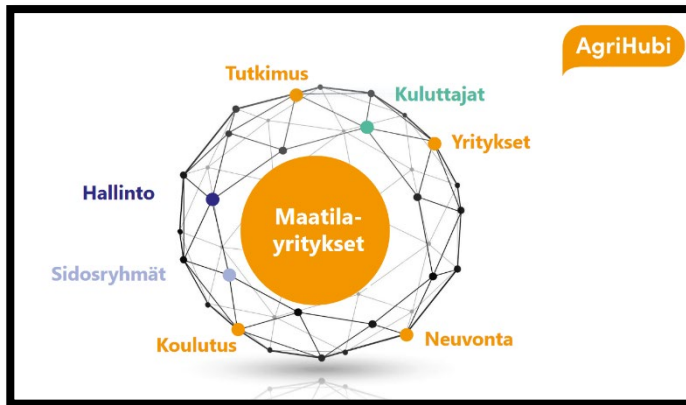 AgriHubi
Tutkimus
Kuluttajat
Yritykset
Hallinto
Maatila-
yritykset
Sidosryhmät
Koulutus
Neuvonta